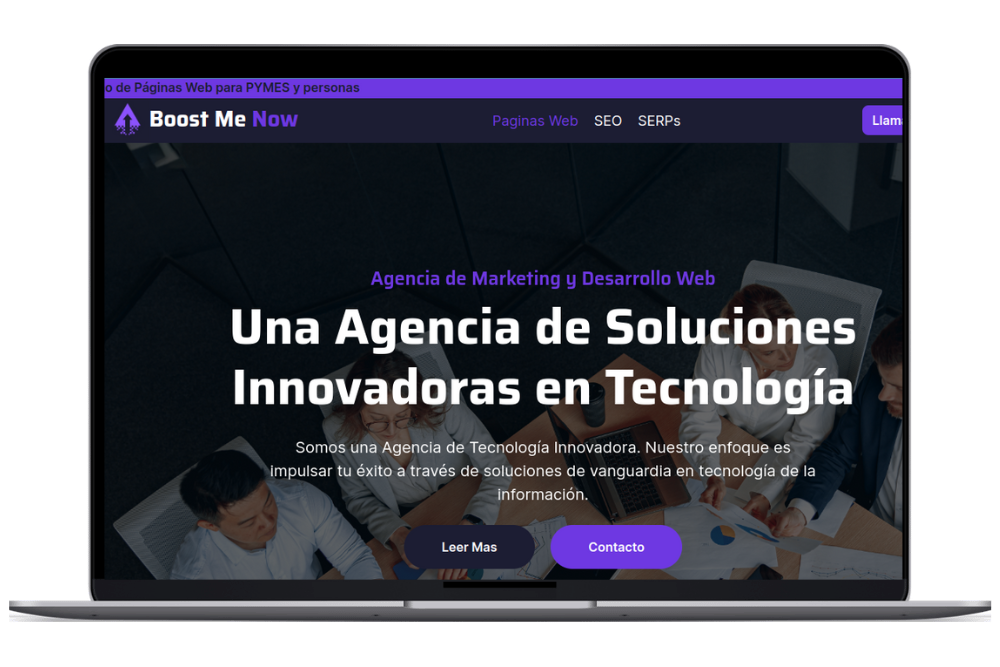 o de Páginas Web para PYMES y personas
Boost Me Now
Paginas Web SEO SERPs
Llama
Agencia de Marketing y Desarrollo Web
Una Agencia de Soluciones
Innovadoras en Tecnología
Somos una Agencia de Tecnología Innovadora. Nuestro enfoque es
impulsar tu éxito a través de soluciones de vanguardia en tecnología de la
información.
Leer Mas
Contacto